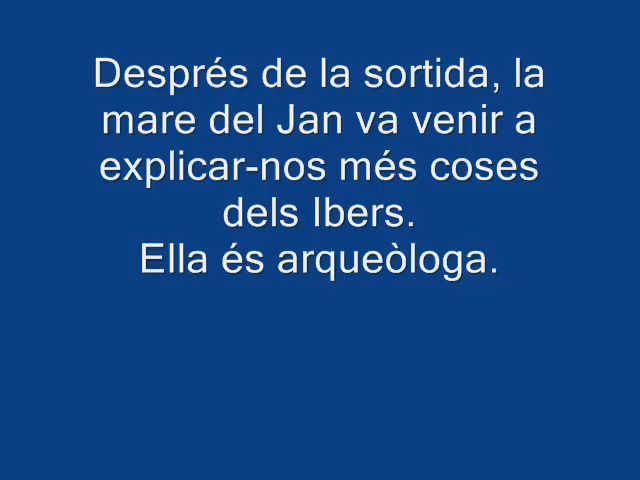 Després de la sortida, la
mare del Jan va venir a
explicar-nos més coses
dels Ibers.
Ella és arqueòloga.